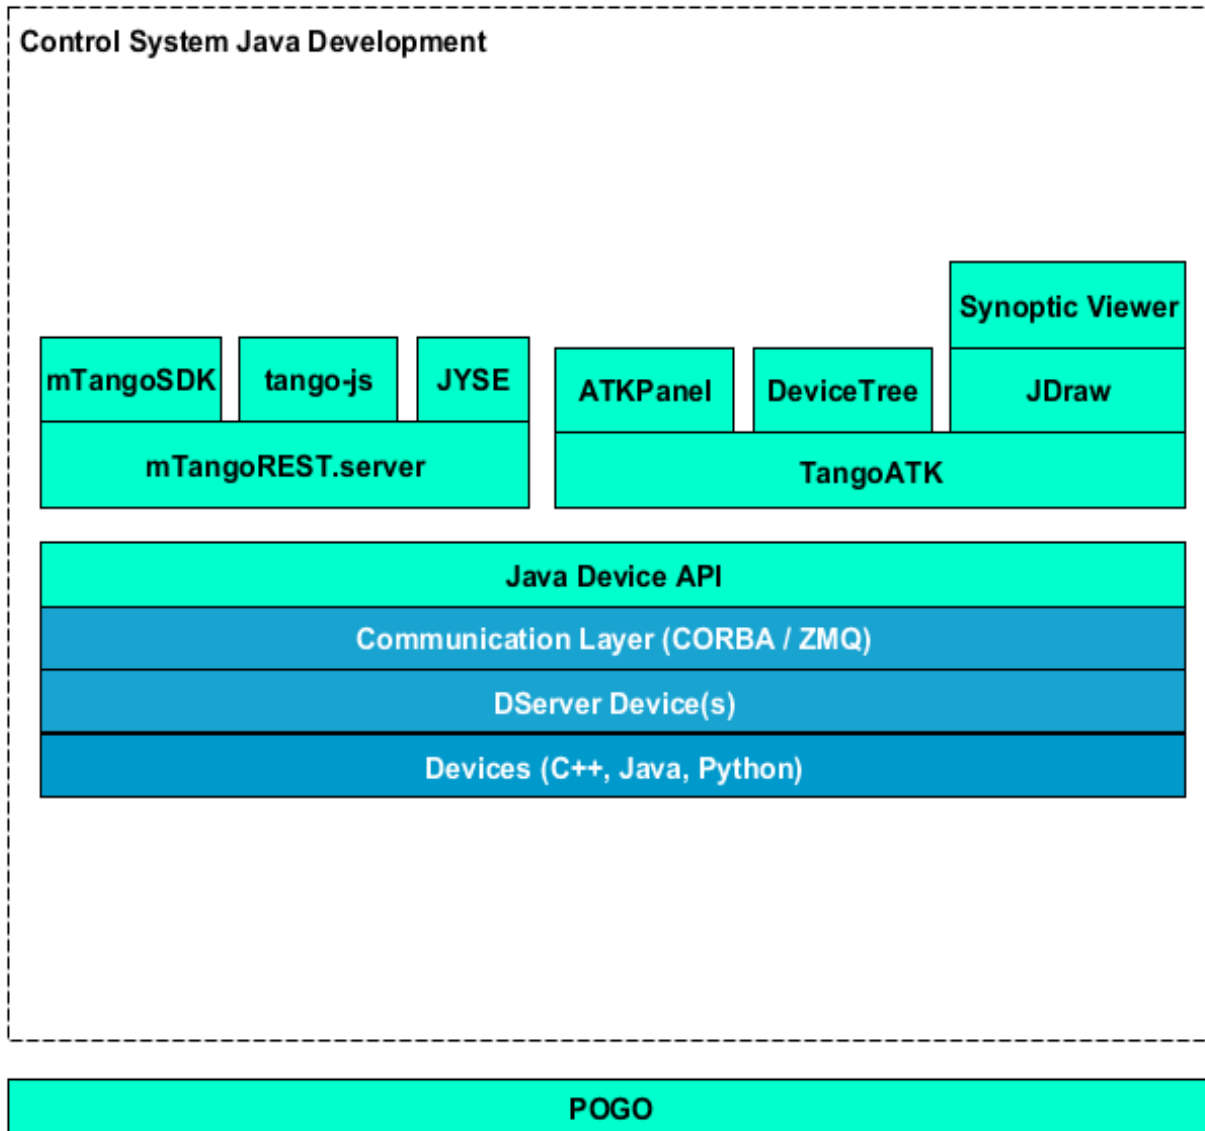 Control System Java Development
Synoptic Viewer
mTangoSDK
tango-js
JYSE
ATKPanel
DeviceTree
JDraw
mTangoREST.server
TangoATK
Java Device API
Communication Layer (CORBA / ZMQ)
DServer Device(s)
Devices (C++, Java, Python)
POGO